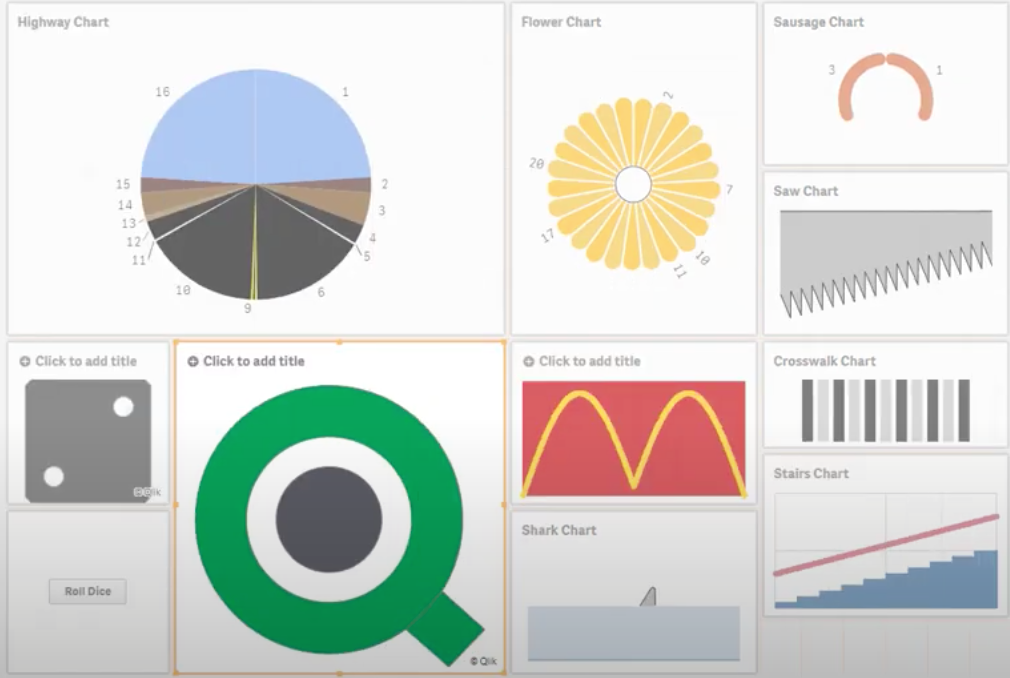 Highway Chart
16
1
15
2
14
3
13
12
4
11
5
10
6
9
Flower Chart
2
20
7
17
10
11
Sausage Chart
3
1
Saw Chart
Click to add title
© Qlik
Roll Dice
Click to add title
© Qlik
Click to add title
Shark Chart
Crosswalk Chart
Stairs Chart